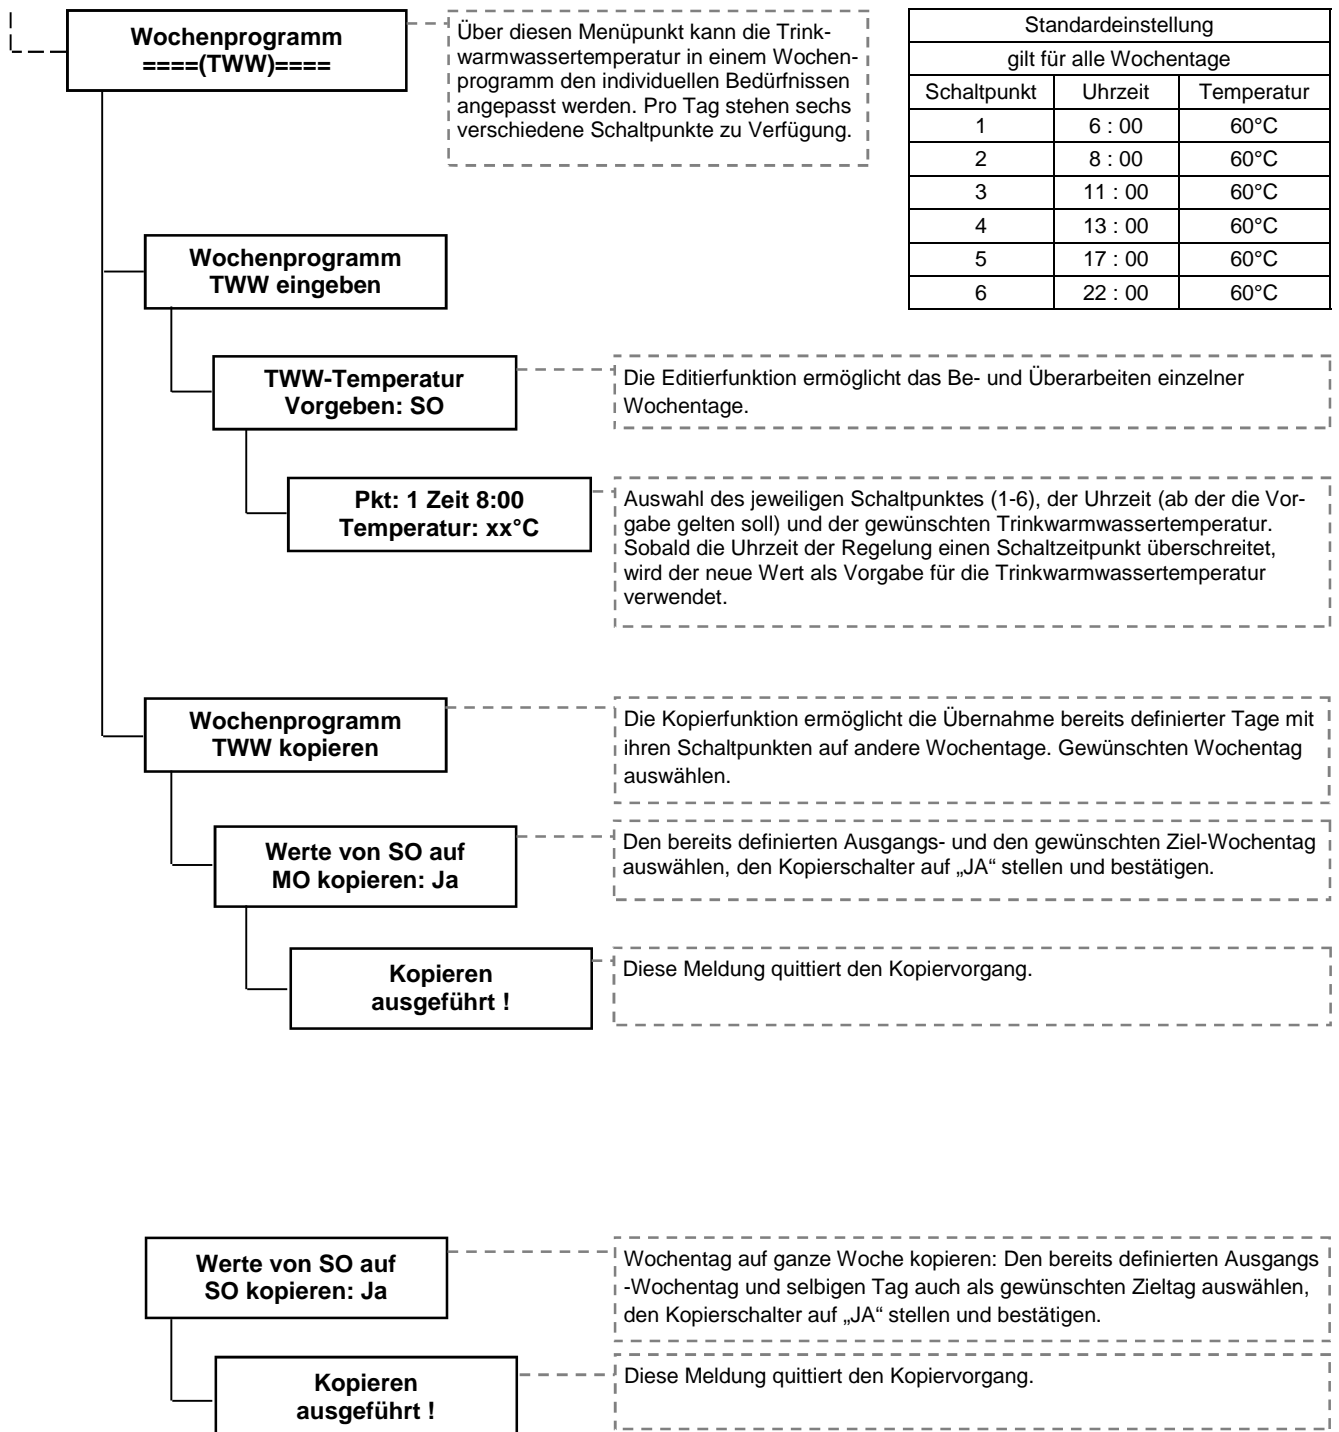 Wochenprogramm
====(TWW)====
Über diesen Menüpunkt kann die Trink-
warmwassertemperatur in einem Wochen-
programm den individuellen Bedürfnissen
angepasst werden. Pro Tag stehen sechs
verschiedene Schaltpunkte zu Verfügung.
Standardeinstellung
gilt für alle Wochentage
Schaltpunkt Uhrzeit Temperatur
1 6 : 00 60°C
2 8 : 00 60°C
3 11 : 00 60°C
4 13 : 00 60°C
5 17 : 00 60°C
6 22 : 00 60°C
Wochenprogramm
TWW eingeben
TWW-Temperatur
Vorgeben: SO
Die Editierfunktion ermöglicht das Be- und Überarbeiten einzelner
Wochentage.
Pkt: 1 Zeit 8:00
Temperatur: xx°C
Auswahl des jeweiligen Schaltpunktes (1-6), der Uhrzeit (ab der die Vor-
gabe gelten soll) und der gewünschten Trinkwarmwassertemperatur.
Sobald die Uhrzeit der Regelung einen Schaltzeitpunkt überschreitet,
wird der neue Wert als Vorgabe für die Trinkwarmwassertemperatur
verwendet.
Wochenprogramm
TWW kopieren
Die Kopierfunktion ermöglicht die Übernahme bereits definierter Tage mit
ihren Schaltpunkten auf andere Wochentage. Gewünschten Wochentag
auswählen.
Werte von SO auf
MO kopieren: Ja
Den bereits definierten Ausgangs- und den gewünschten Ziel-Wochentag
auswählen, den Kopierschalter auf „JA“ stellen und bestätigen.
Kopieren
ausgeführt !
Diese Meldung quittiert den Kopiervorgang.
Werte von SO auf
SO kopieren: Ja
Wochentag auf ganze Woche kopieren: Den bereits definierten Ausgangs
-Wochentag und selbigen Tag auch als gewünschten Zieltag auswählen,
den Kopierschalter auf „JA“ stellen und bestätigen.
Kopieren
ausgeführt !
Diese Meldung quittiert den Kopiervorgang.